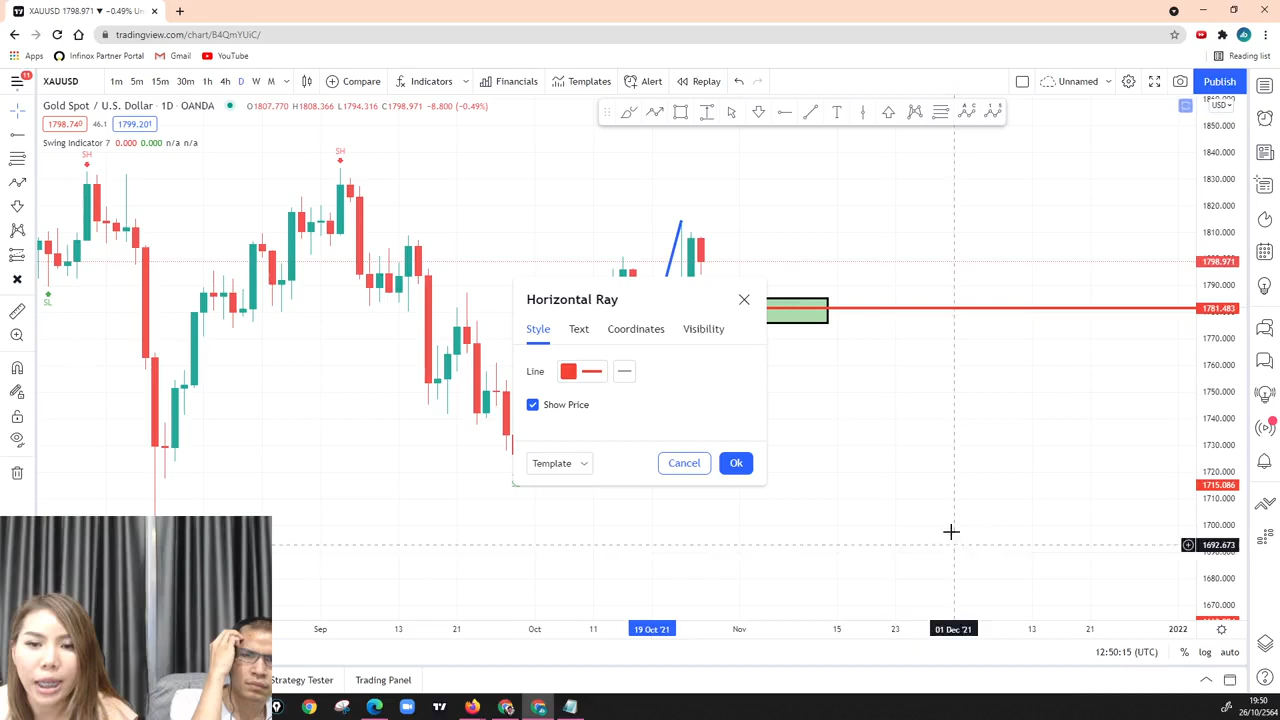 XAUUSD 1798.971 ▼ −0.49% Un
tradingview.com/chart/B4QmYUiC/
Apps Infinox Partner Portal Gmail YouTube Reading list
11
XAUUSD 1m 5m 15m 30m 1h 4h D W M Compare Indicators Financials Templates Alert Replay Unnamed Publish
Gold Spot / U.S. Dollar · 1D · OANDA O1807.770 H1808.366 L1794.316 C1798.971 −8.800 (−0.49%)
1798.740 46.1 1799.201
Swing Indicator 7 0.000 0.000 n/a n/a
USD
SH
SH
SL
1860.000
1850.000
1840.000
1830.000
1820.000
1810.000
1798.971
1790.000
1781.483
1770.000
1760.000
1750.000
1740.000
1730.000
1720.000
1715.086
1710.000
1700.000
1692.673
1690.000
1680.000
1670.000
Horizontal Ray
Style Text Coordinates Visibility
Line
Show Price
Template Cancel Ok
Sep 13 21 Oct 11 19 Oct '21 Nov 15 23 01 Dec '21 13 21 2022
12:50:15 (UTC) % log auto
Strategy Tester Trading Panel
19:50
26/10/2564